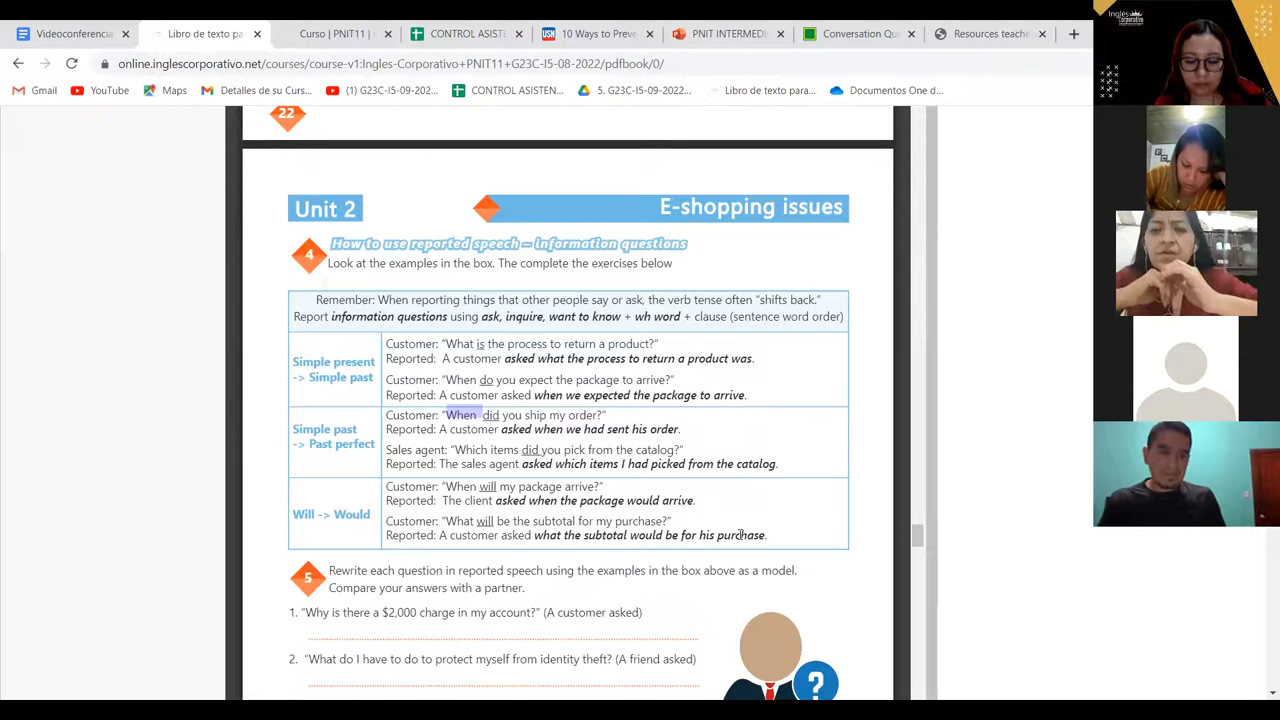 Videoconferencia
Libro de texto pa
Curso | PNIT11 |
CONTROL ASIST
10 Ways to Preve
PNIT INTERMED
Conversation Qu
Resources teache
online.inglescorporativo.net/courses/course-v1:Ingles-Corporativo+PNIT11+G23C-I5-08-2022/pdfbook/0/
Gmail
YouTube
Maps
Detalles de su Curs...
(1) G23C-I5-09-2022...
CONTROL ASISTEN...
5. G23C-I5-09-2022...
Libro de texto para...
Documentos One d...
Inglés
Corporativo
22
Unit 2
E-shopping issues
4
How to use reported speech – information questions
Look at the examples in the box. The complete the exercises below
Remember: When reporting things that other people say or ask, the verb tense often “shifts back.”
Report information questions using ask, inquire, want to know + wh word + clause (sentence word order)
Simple present
-> Simple past
Customer: “What is the process to return a product?”
Reported: A customer asked what the process to return a product was.
Customer: “When do you expect the package to arrive?”
Reported: A customer asked when we expected the package to arrive.
Simple past
-> Past perfect
Customer: “When did you ship my order?”
Reported: A customer asked when we had sent his order.
Sales agent: “Which items did you pick from the catalog?”
Reported: The sales agent asked which items I had picked from the catalog.
Will -> Would
Customer: “When will my package arrive?”
Reported: The client asked when the package would arrive.
Customer: “What will be the subtotal for my purchase?”
Reported: A customer asked what the subtotal would be for his purchase.
5
Rewrite each question in reported speech using the examples in the box above as a model.
Compare your answers with a partner.
1. “Why is there a $2,000 charge in my account?” (A customer asked)
2. “What do I have to do to protect myself from identity theft? (A friend asked)
?